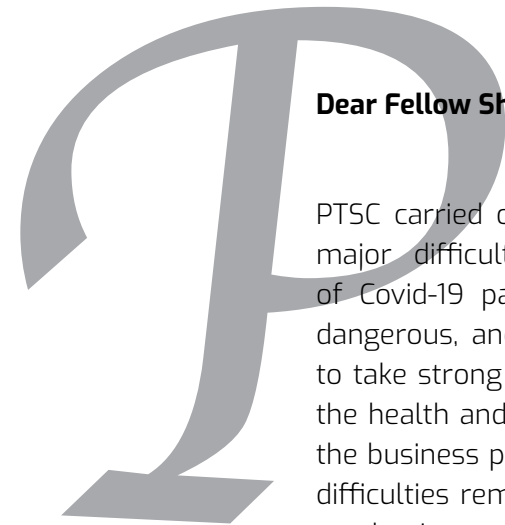 P
Dear Fellow Sh
PTSC carried
major difficult
of Covid-19 pa
dangerous, an
to take strong
the health and
the business p
difficulties rem